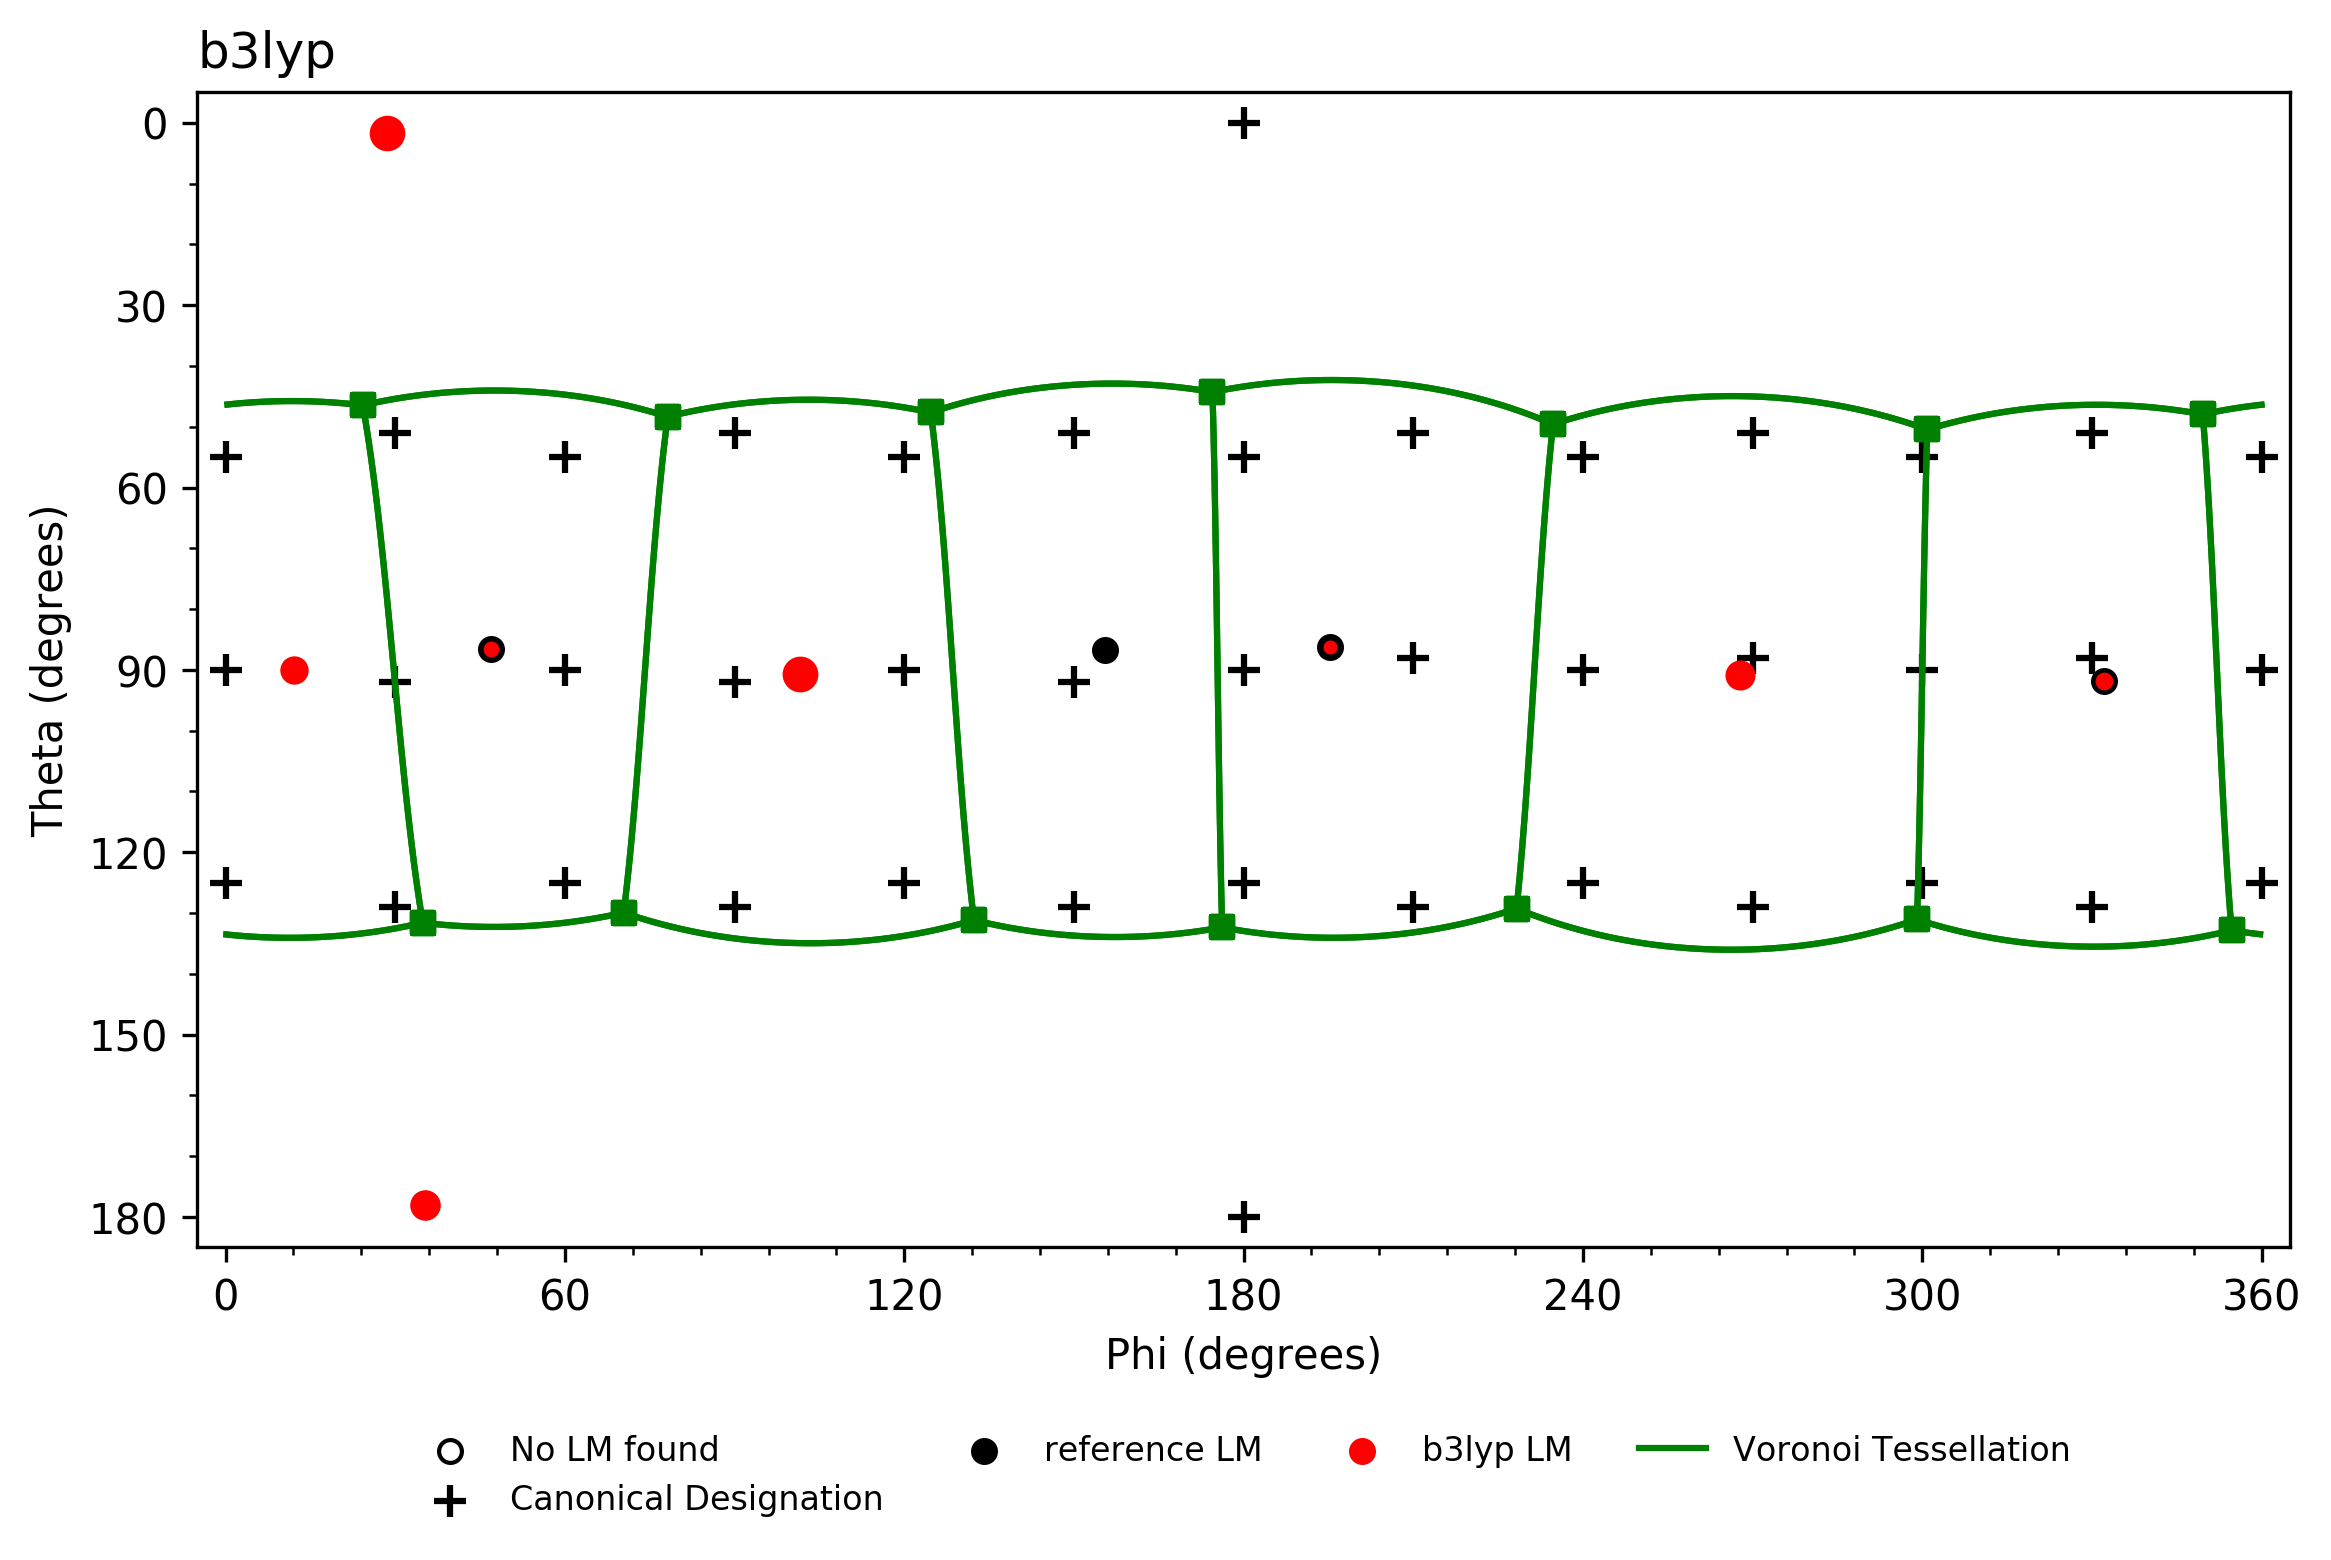 b3lyp
0
30
60
90
120
150
180
Theta (degrees)
0 60 120 180 240 300 360
Phi (degrees)
No LM found reference LM b3lyp LM Voronoi Tessellation
Canonical Designation